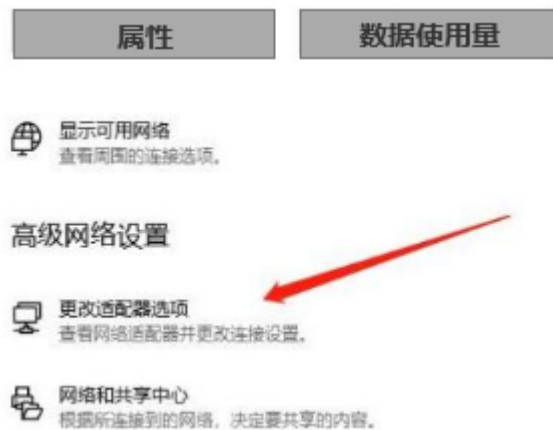 属性
数据使用量
显示可用网络
查看周围的连接选项。
高级网络设置
更改适配器选项
查看网络适配器并更改连接设置。
网络和共享中心
根据所连接到的网络，决定要共享的内容。